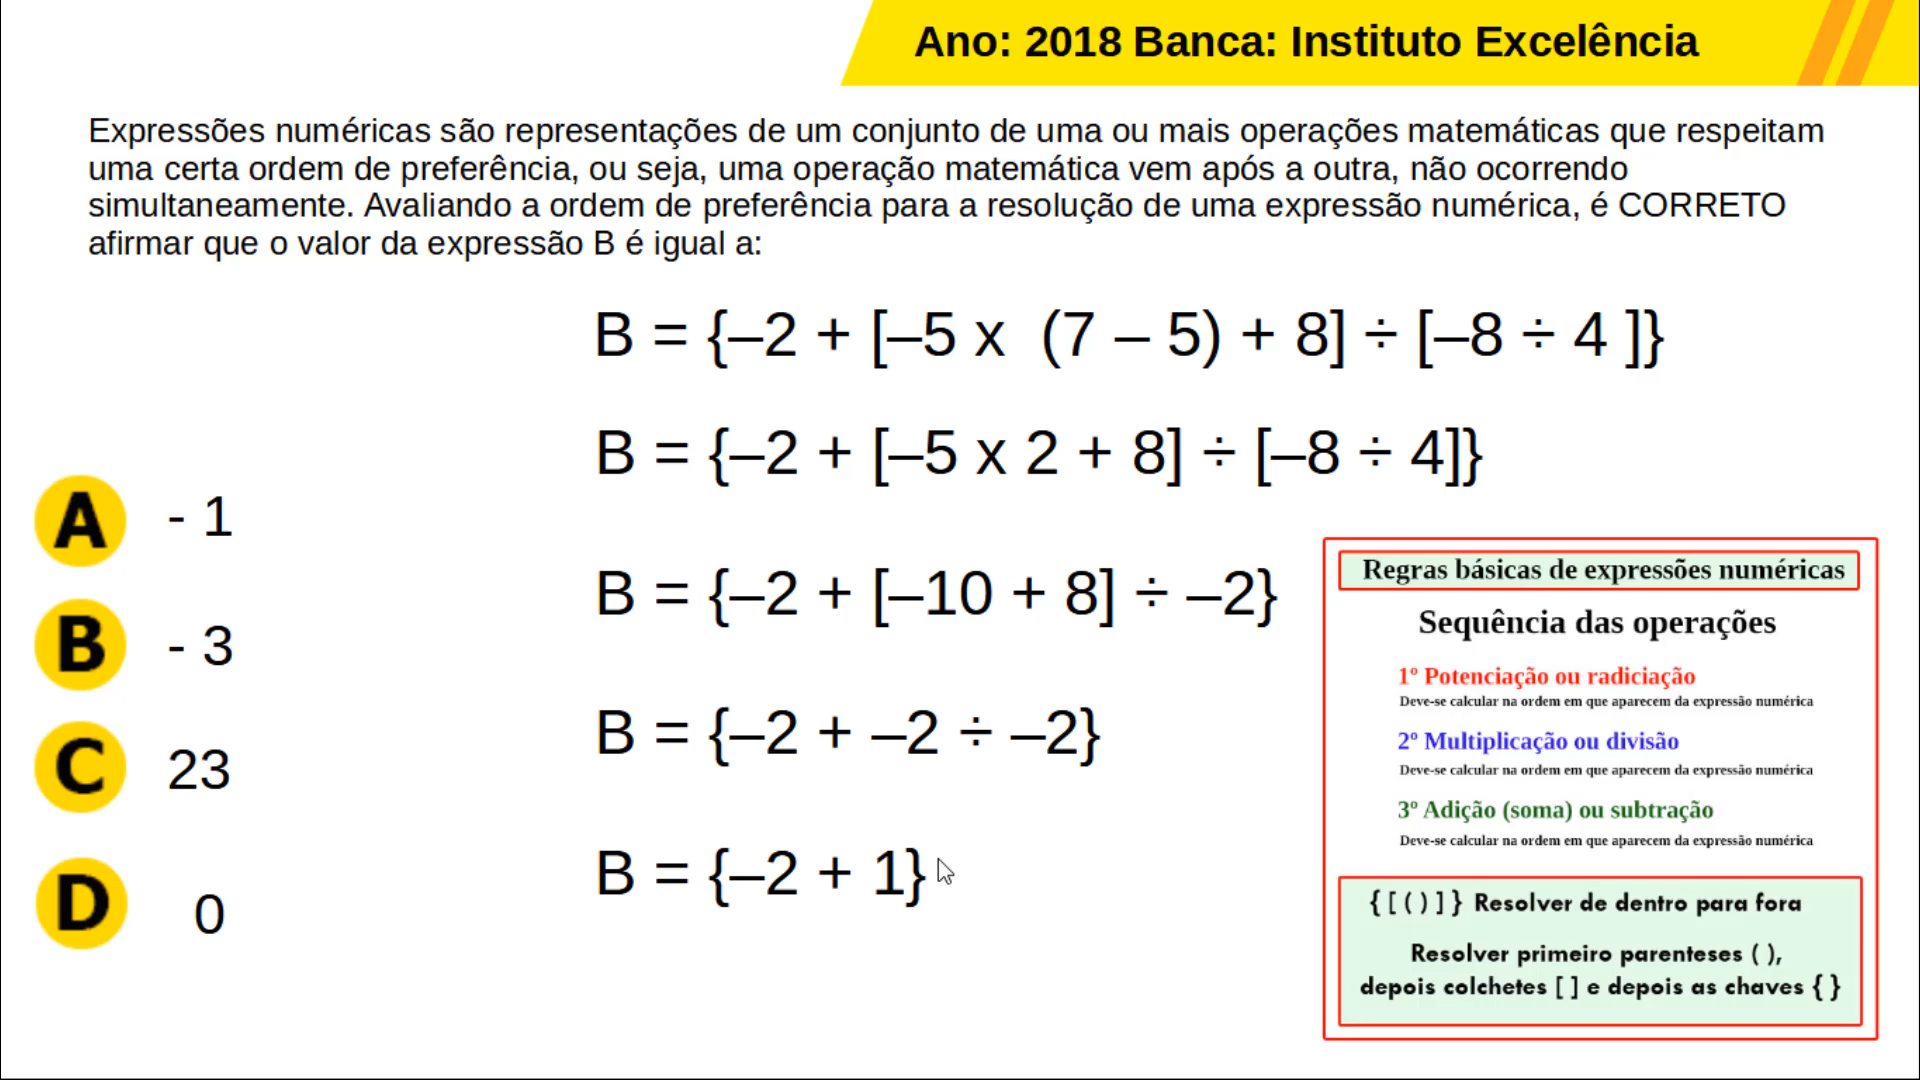 Ano: 2018 Banca: Instituto Excelência
Expressões numéricas são representações de um conjunto de uma ou mais operações matemáticas que respeitam
uma certa ordem de preferência, ou seja, uma operação matemática vem após a outra, não ocorrendo
simultaneamente. Avaliando a ordem de preferência para a resolução de uma expressão numérica, é CORRETO
afirmar que o valor da expressão B é igual a:
B = {–2 + [–5 x (7 – 5) + 8] ÷ [–8 ÷ 4 ]}
B = {–2 + [–5 x 2 + 8] ÷ [–8 ÷ 4]}
B = {–2 + [–10 + 8] ÷ –2}
B = {–2 + –2 ÷ –2}
B = {–2 + 1}
A - 1
B - 3
C 23
D 0
Regras básicas de expressões numéricas
Sequência das operações
1º Potenciação ou radiciação
Deve-se calcular na ordem em que aparecem da expressão numérica
2º Multiplicação ou divisão
Deve-se calcular na ordem em que aparecem da expressão numérica
3º Adição (soma) ou subtração
Deve-se calcular na ordem em que aparecem da expressão numérica
{ [ ( ) ] } Resolver de dentro para fora
Resolver primeiro parenteses ( ),
depois colchetes [ ] e depois as chaves { }